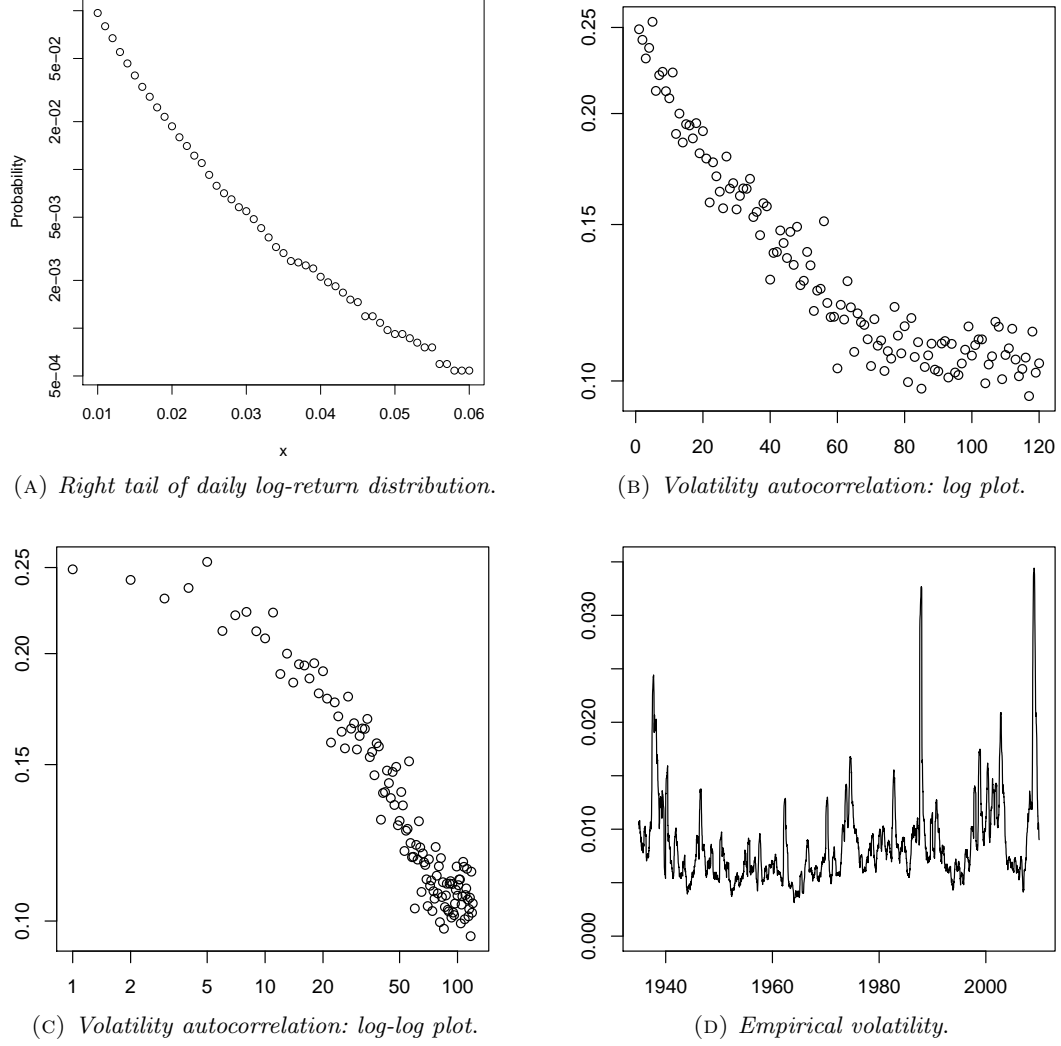 Probability
5e−02
2e−02
5e−03
2e−03
5e−04
0.01 0.02 0.03 0.04 0.05 0.06
x
(A) Right tail of daily log-return distribution.
0.25
0.20
0.15
0.10
0 20 40 60 80 100 120
(B) Volatility autocorrelation: log plot.
0.25
0.20
0.15
0.10
1 2 5 10 20 50 100
(C) Volatility autocorrelation: log-log plot.
0.030
0.020
0.010
0.000
1940 1960 1980 2000
(D) Empirical volatility.